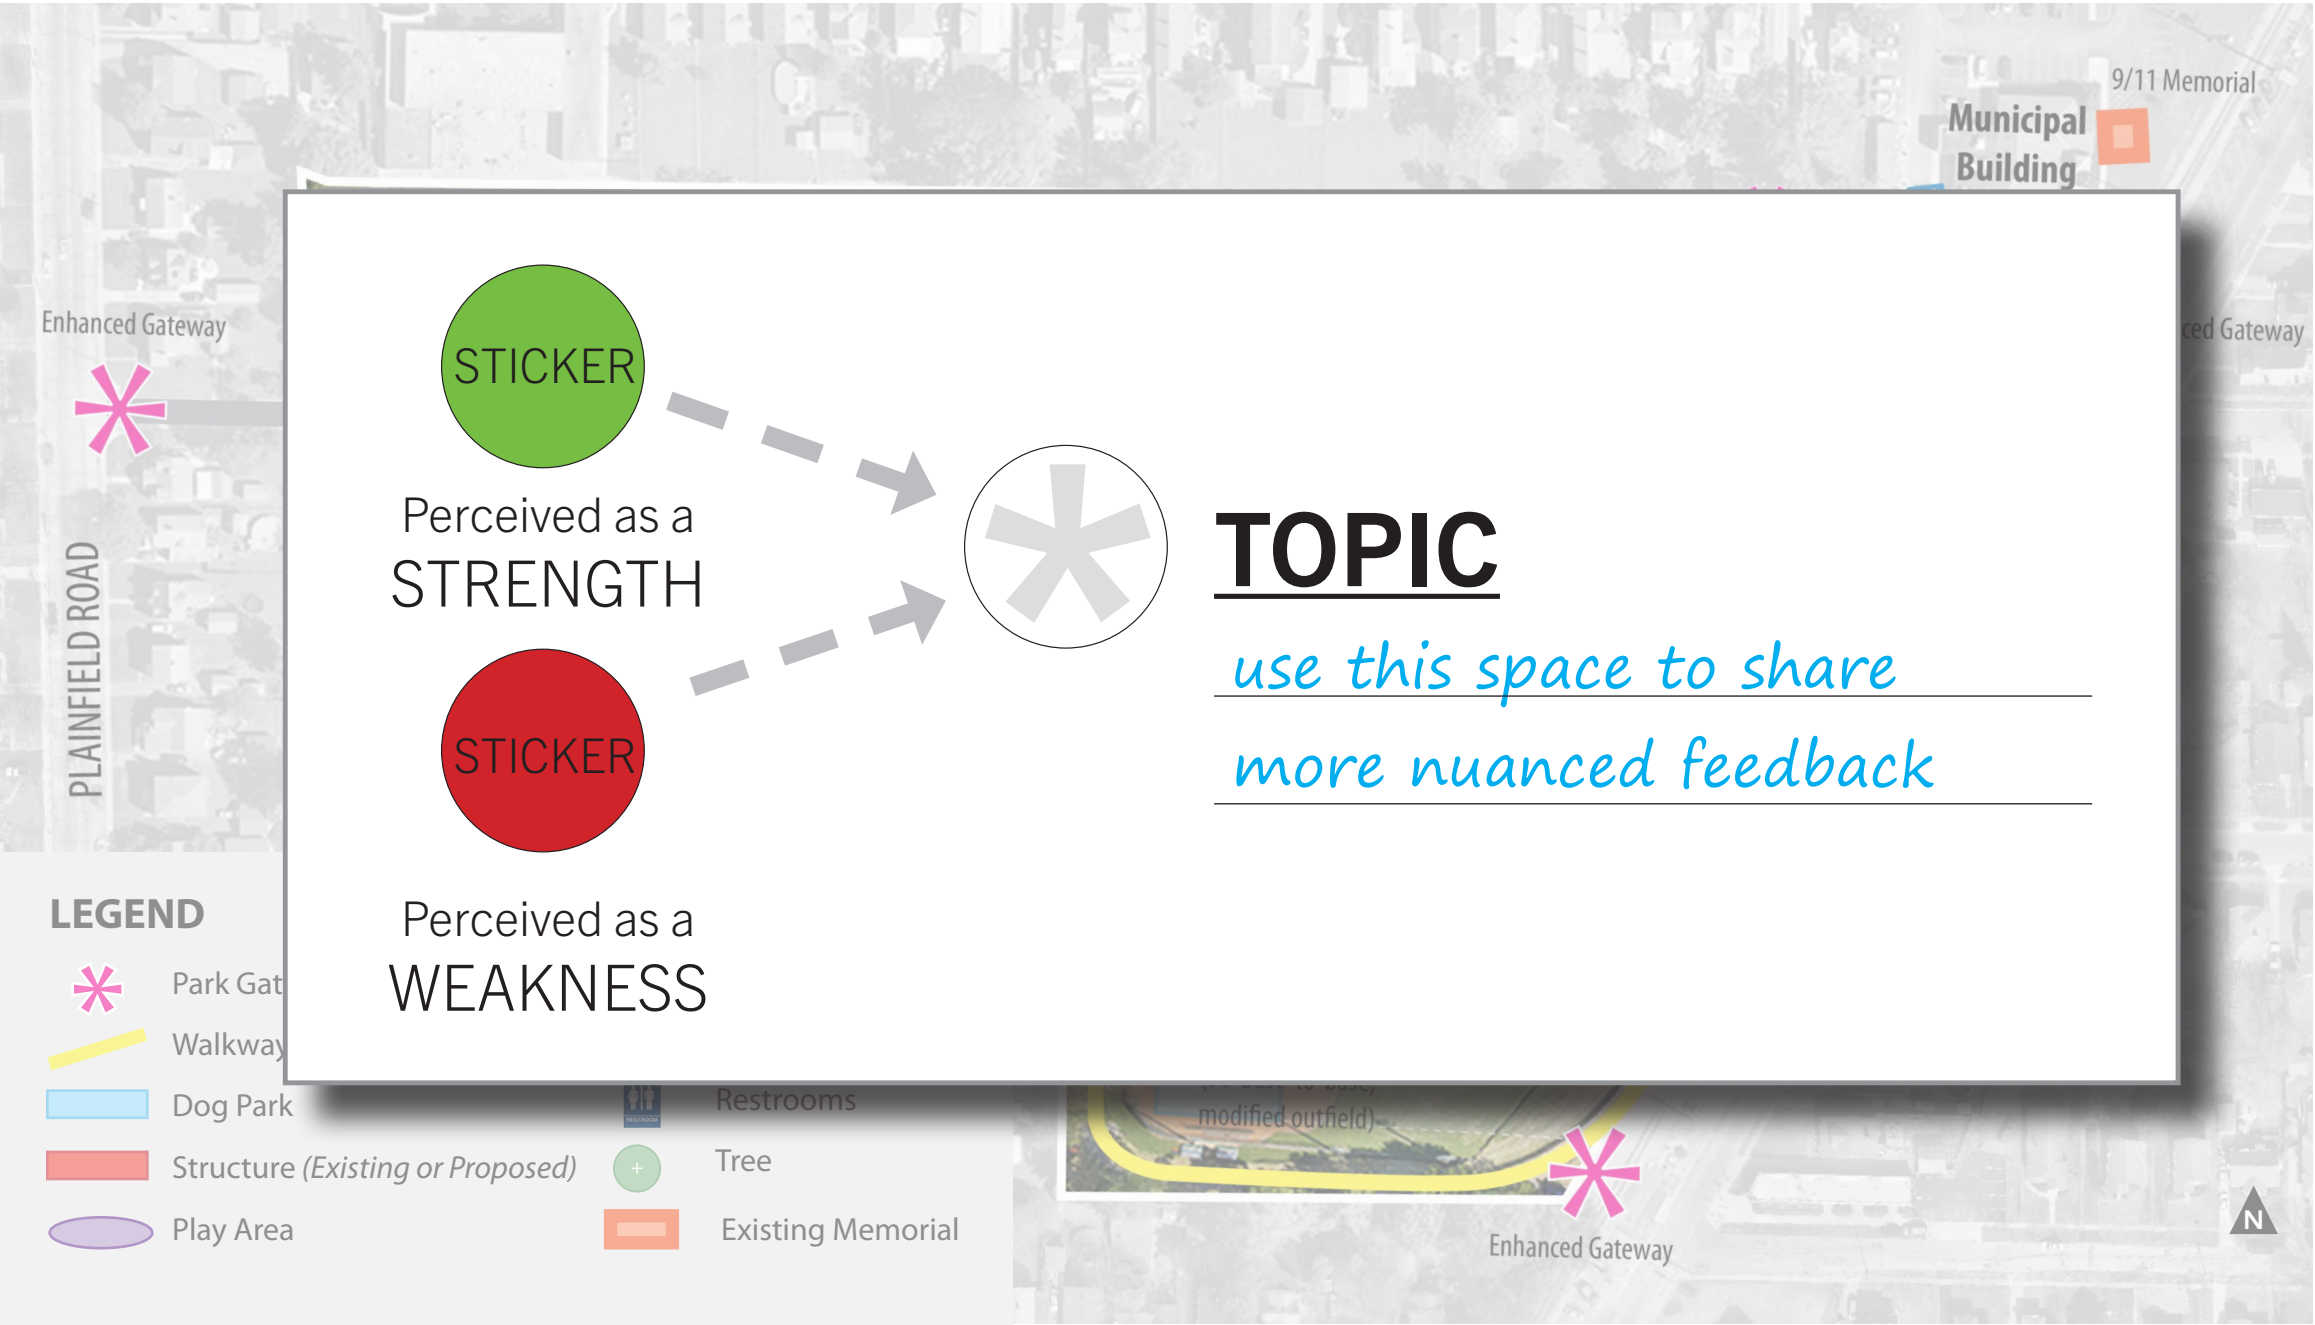 9/11 Memorial
Municipal
Building
Enhanced Gateway
ced Gateway
PLAINFIELD ROAD
STICKER
Perceived as a
STRENGTH
STICKER
Perceived as a
WEAKNESS
TOPIC
use this space to share
more nuanced feedback
LEGEND
Park Gat
Walkway
Dog Park
Structure (Existing or Proposed)
Play Area
RESTROOM
Restrooms
Tree
Existing Memorial
modified outfield)
Enhanced Gateway
N